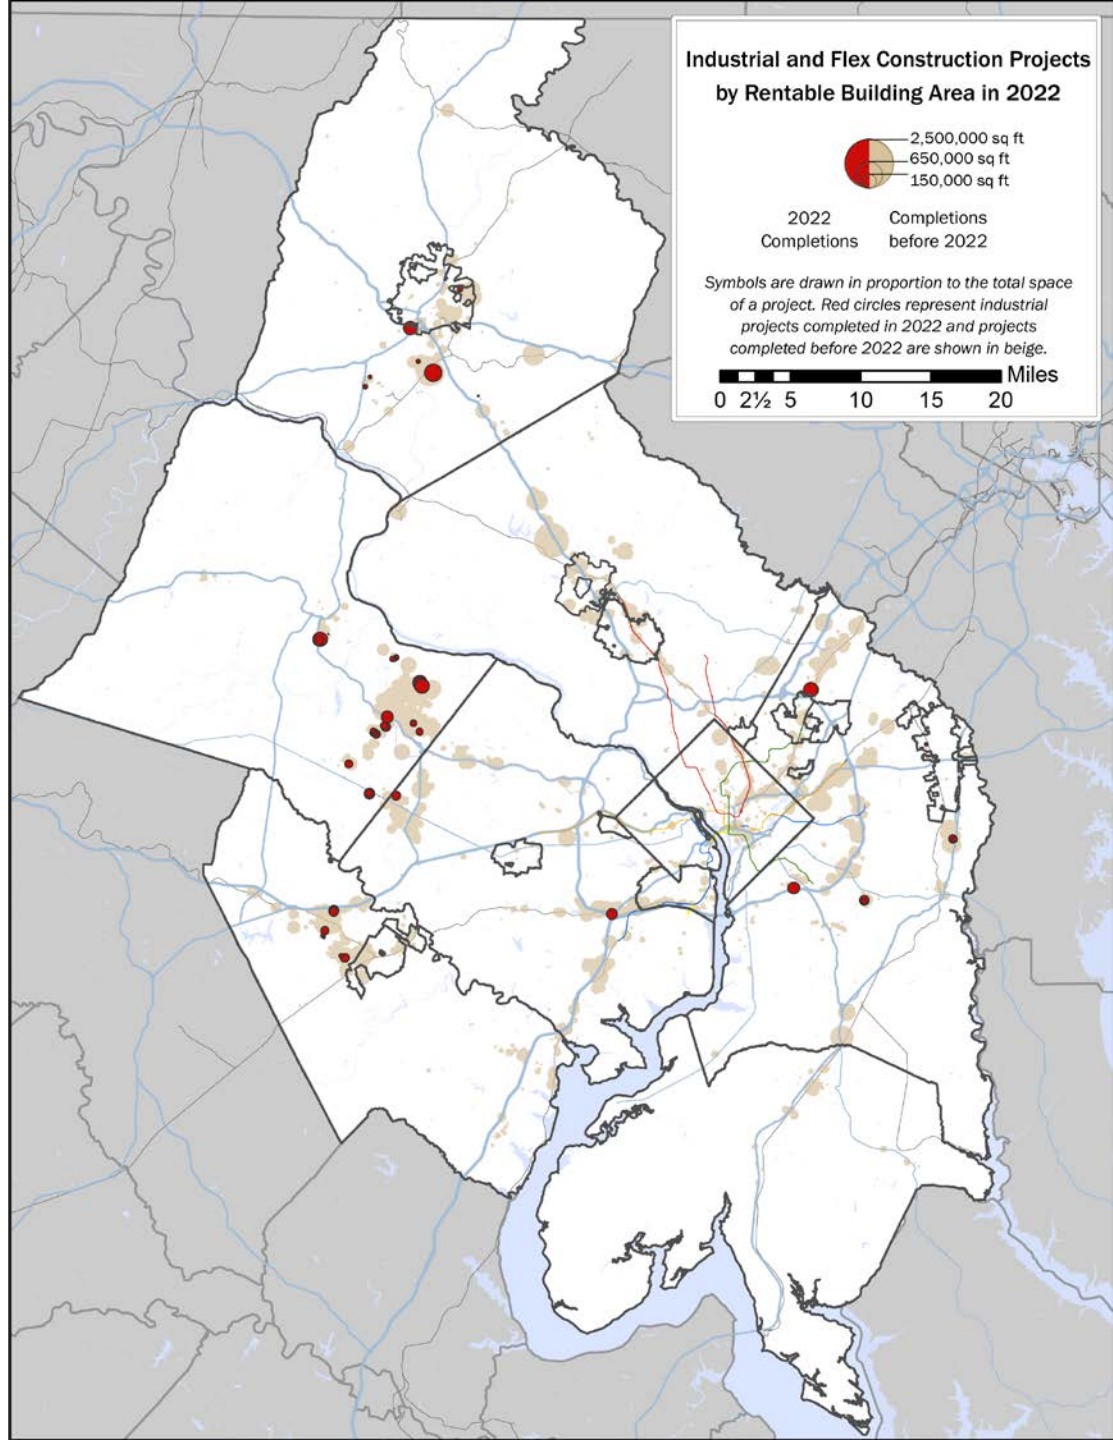 Industrial and Flex Construction Projects
by Rentable Building Area in 2022
2,500,000 sq ft
650,000 sq ft
150,000 sq ft
2022 Completions
Completions before 2022
Symbols are drawn in proportion to the total space
of a project. Red circles represent industrial
projects completed in 2022 and projects
completed before 2022 are shown in beige.
Miles
0 2½ 5 10 15 20